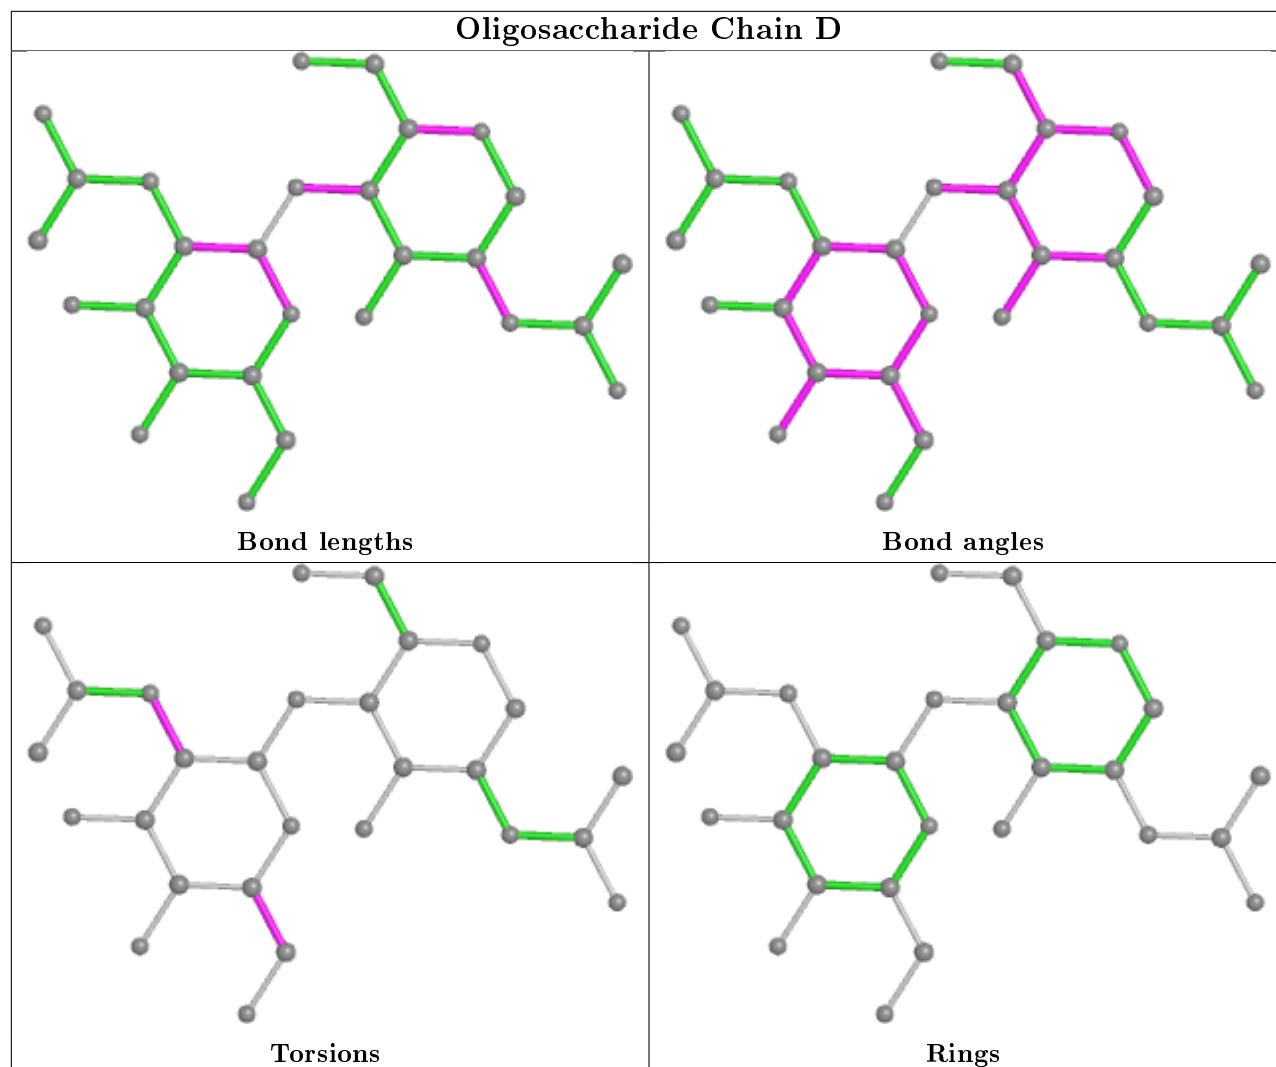 Oligosaccharide Chain D
Bond lengths
Bond angles
Torsions
Rings